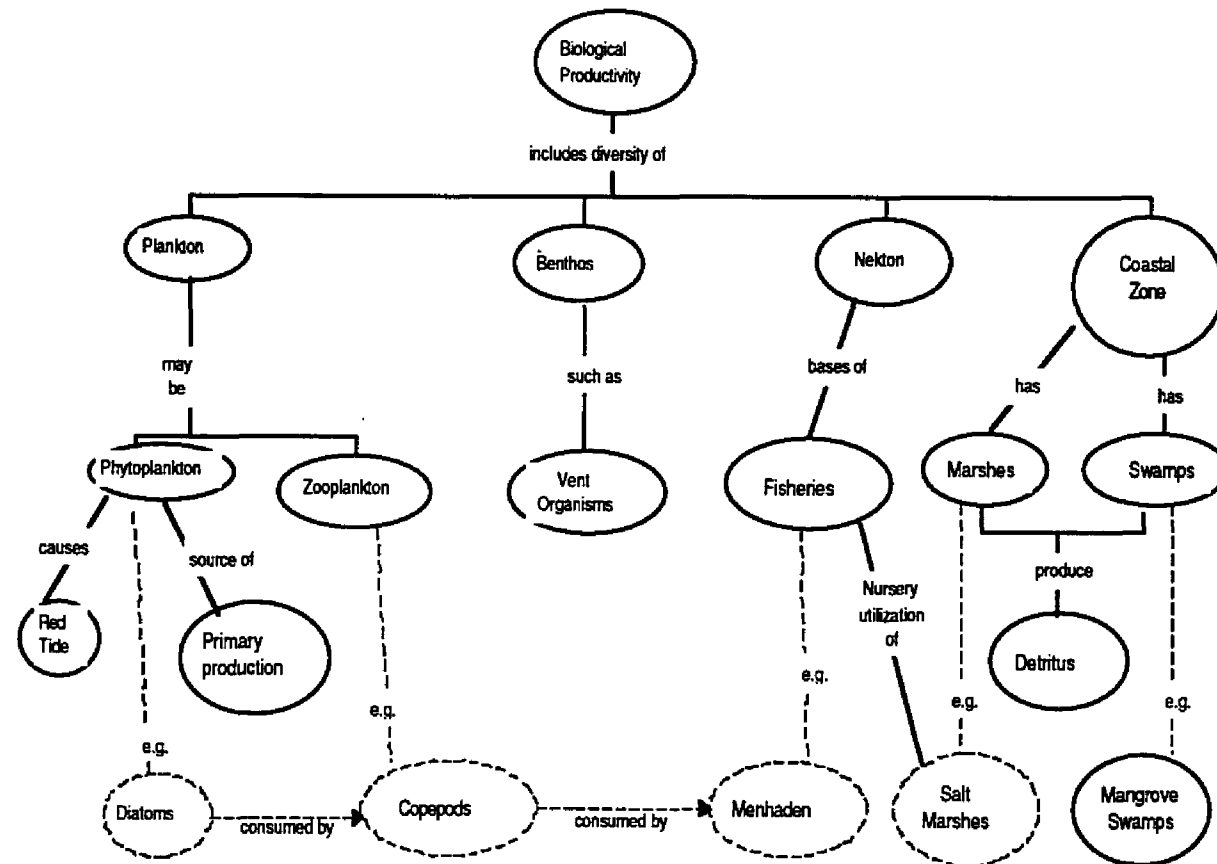 Biological
Productivity
includes diversity of
Plankton
Benthos
Nekton
Coastal
Zone
may
be
such as
bases of
has
has
Phytoplankton
Zooplankton
Vent
Organisms
Fisheries
Marshes
Swamps
causes
source of
Nursery
utilization
of
produce
Red
Tide
Primary
production
Detritus
e.g.
e.g.
e.g.
e.g.
e.g.
Diatoms
consumed by
Copepods
consumed by
Menhaden
Salt
Marshes
Mangrove
Swamps